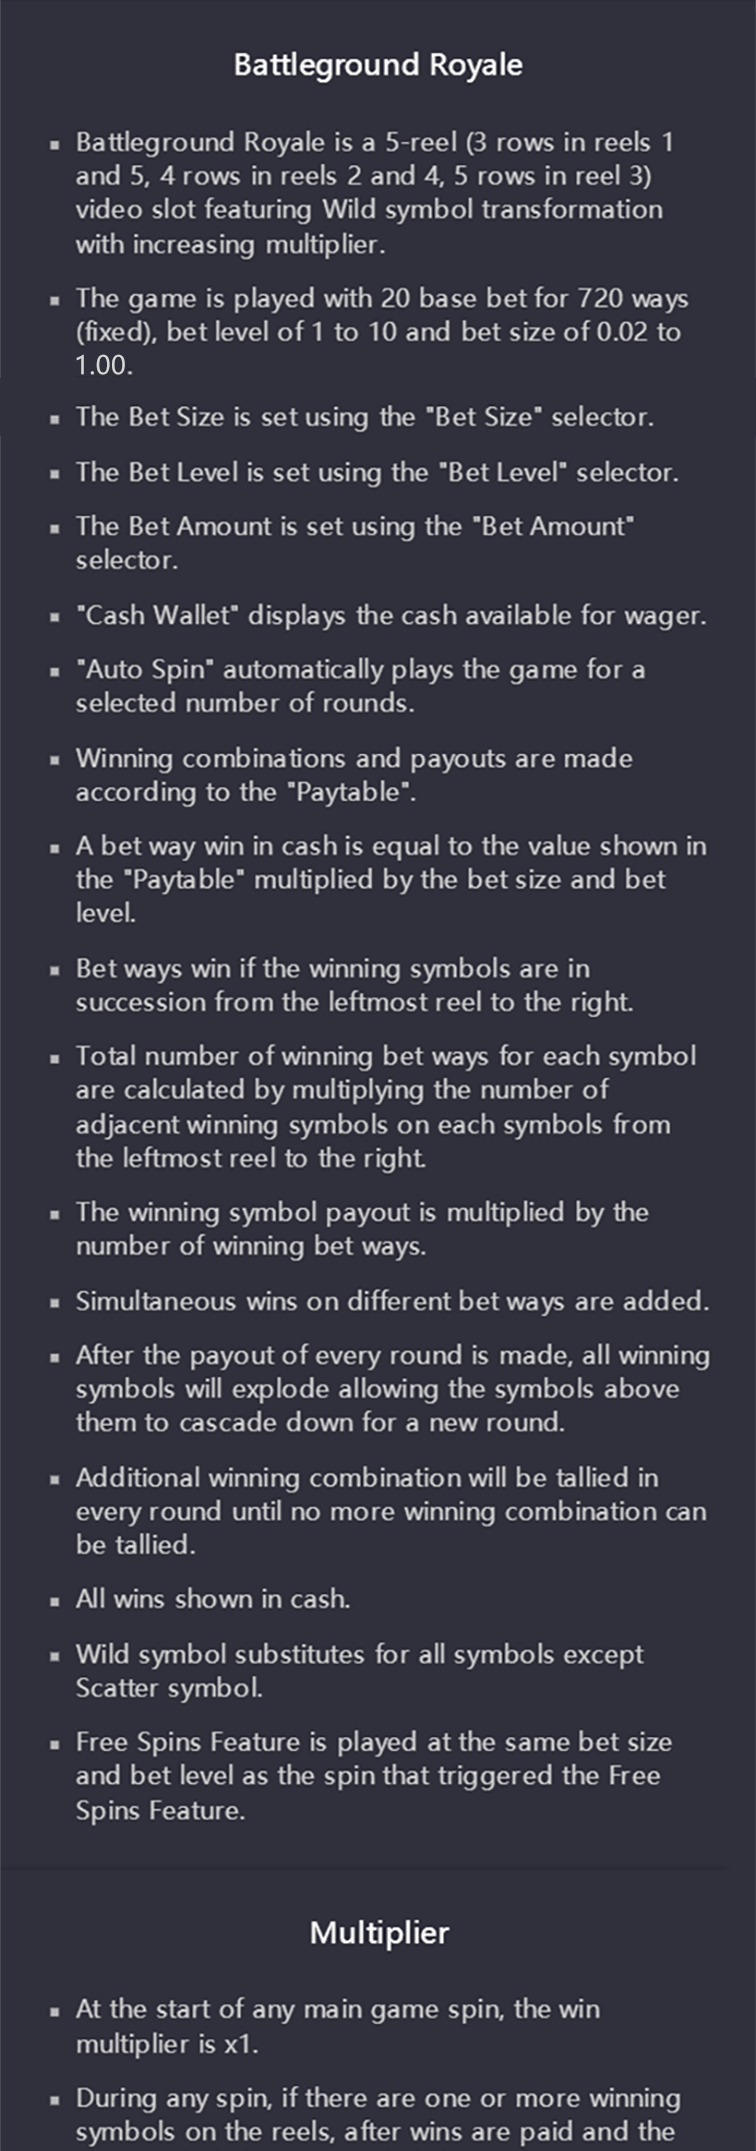 Battleground Royale
▪ Battleground Royale is a 5-reel (3 rows in reels 1
and 5, 4 rows in reels 2 and 4, 5 rows in reel 3)
video slot featuring Wild symbol transformation
with increasing multiplier.
▪ The game is played with 20 base bet for 720 ways
(fixed), bet level of 1 to 10 and bet size of 0.02 to
1.00.
▪ The Bet Size is set using the "Bet Size" selector.
▪ The Bet Level is set using the "Bet Level" selector.
▪ The Bet Amount is set using the "Bet Amount"
selector.
▪ "Cash Wallet" displays the cash available for wager.
▪ "Auto Spin" automatically plays the game for a
selected number of rounds.
▪ Winning combinations and payouts are made
according to the "Paytable".
▪ A bet way win in cash is equal to the value shown in
the "Paytable" multiplied by the bet size and bet
level.
▪ Bet ways win if the winning symbols are in
succession from the leftmost reel to the right.
▪ Total number of winning bet ways for each symbol
are calculated by multiplying the number of
adjacent winning symbols on each symbols from
the leftmost reel to the right.
▪ The winning symbol payout is multiplied by the
number of winning bet ways.
▪ Simultaneous wins on different bet ways are added.
▪ After the payout of every round is made, all winning
symbols will explode allowing the symbols above
them to cascade down for a new round.
▪ Additional winning combination will be tallied in
every round until no more winning combination can
be tallied.
▪ All wins shown in cash.
▪ Wild symbol substitutes for all symbols except
Scatter symbol.
▪ Free Spins Feature is played at the same bet size
and bet level as the spin that triggered the Free
Spins Feature.
Multiplier
▪ At the start of any main game spin, the win
multiplier is x1.
▪ During any spin, if there are one or more winning
symbols on the reels, after wins are paid and the